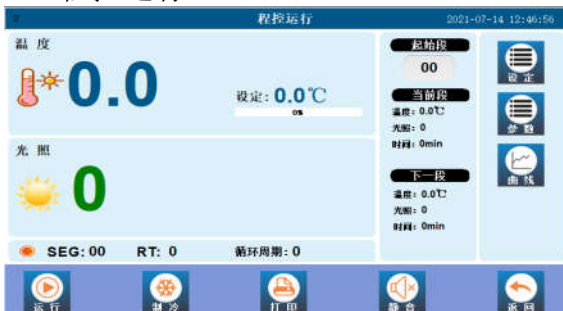 程控运行
2021-07-14 12:46:56
温度
0.0
设定: 0.0℃
0%
光照
0
SEG: 00 RT: 0 循环周期: 0
起始段
00
当前段
温度: 0.0℃
光照: 0
时间: 0min
下一段
温度: 0.0℃
光照: 0
时间: 0min
设定
参数
曲线
运行
制冷
打印
静音
返回